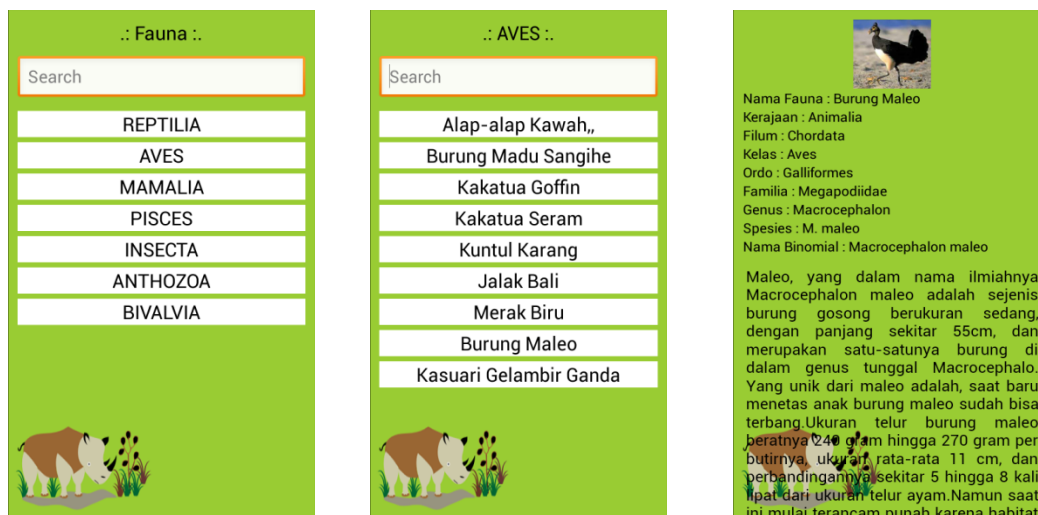 .: Fauna :.
Search
REPTILIA
AVES
MAMALIA
PISCES
INSECTA
ANTHOZOA
BIVALVIA
.: AVES :.
Search
Alap-alap Kawah,,
Burung Madu Sangihe
Kakatua Goffin
Kakatua Seram
Kuntul Karang
Jalak Bali
Merak Biru
Burung Maleo
Kasuari Gelambir Ganda
Nama Fauna : Burung Maleo
Kerajaan : Animalia
Filum : Chordata
Kelas : Aves
Ordo : Galliformes
Familia : Megapodiidae
Genus : Macrocephalon
Spesies : M. maleo
Nama Binomial : Macrocephalon maleo
Maleo, yang dalam nama ilmiahnya
Macrocephalon maleo adalah sejenis
burung gosong berukuran sedang,
dengan panjang sekitar 55cm, dan
merupakan satu-satunya burung di
dalam genus tunggal Macrocephalo.
Yang unik dari maleo adalah, saat baru
menetas anak burung maleo sudah bisa
terbang.Ukuran telur burung maleo
beratnya 240 gram hingga 270 gram per
butirnya, ukuran rata-rata 11 cm, dan
perbandingannya sekitar 5 hingga 8 kali
lipat dari ukuran telur ayam.Namun saat
ini mulai terancam punah karena habitat